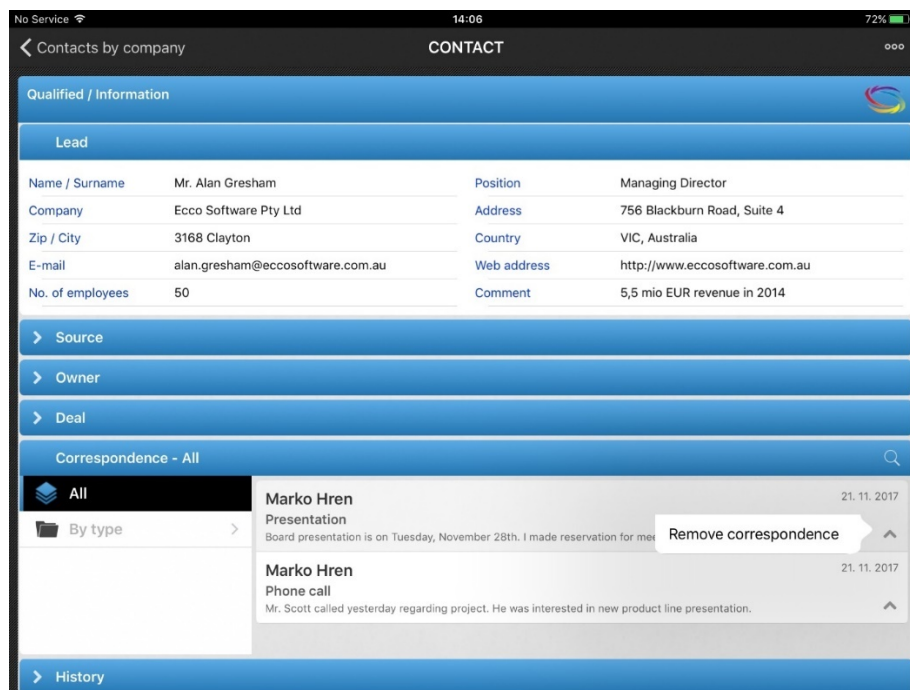 No Service 14:06 72%
Contacts by company CONTACT
Qualified / Information
Lead
Name / Surname Mr. Alan Gresham Position Managing Director
Company Ecco Software Pty Ltd Address 756 Blackburn Road, Suite 4
Zip / City 3168 Clayton Country VIC, Australia
E-mail alan.gresham@eccosoftware.com.au Web address http://www.eccosoftware.com.au
No. of employees 50 Comment 5,5 mio EUR revenue in 2014
Source
Owner
Deal
Correspondence - All
All
By type
Marko Hren 21. 11. 2017
Presentation
Board presentation is on Tuesday, November 28th. I made reservation for
Remove correspondence
Marko Hren 21. 11. 2017
Phone call
Mr. Scott called yesterday regarding project. He was interested in new product line presentation.
History